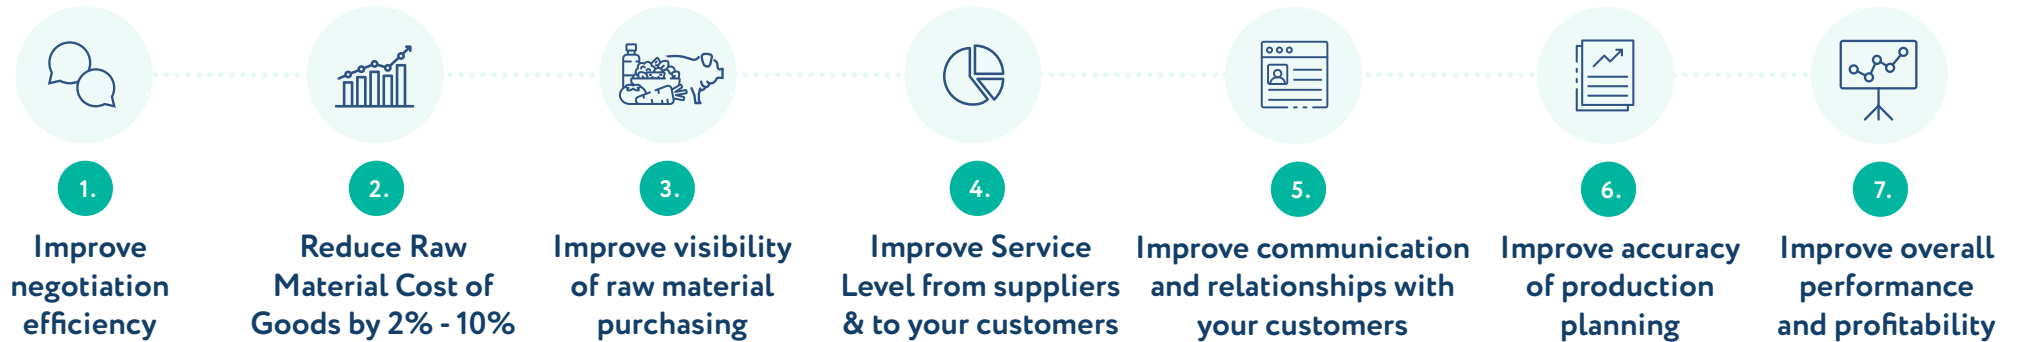 1.
Improve
negotiation
efficiency
2.
Reduce Raw
Material Cost of
Goods by 2% - 10%
3.
Improve visibility
of raw material
purchasing
4.
Improve Service
Level from suppliers
& to your customers
5.
Improve communication
and relationships with
your customers
6.
Improve accuracy
of production
planning
7.
Improve overall
performance
and profitability